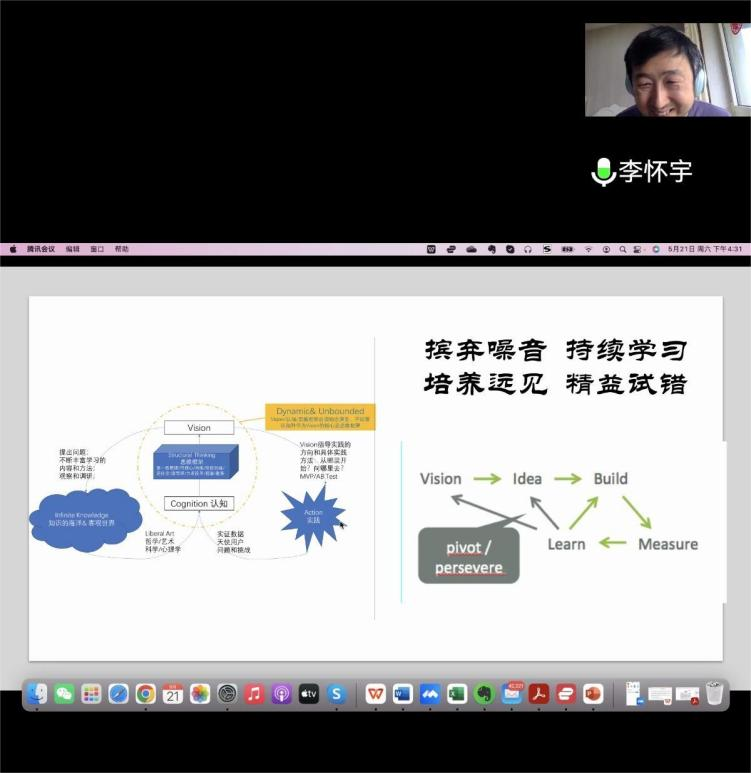 李怀宇
腾讯会议 编辑 窗口 帮助
5月21日 周六 下午4:31
摈弃噪音 持续学习
培养远见 精益试错
Dynamic& Unbounded
Vision
Structural Thinking
思维框架
Cognition 认知
提出问题;
不断丰富学习的
内容和方法;
观察和调研;
Infinite Knowledge
知识的海洋& 客观世界
Liberal Art
哲学/艺术
科学/心理学
实证数据
天使用户
问题和挑战
Vision指导实践的
方向和具体实践
方法:从哪里开
始?向哪里去?
MVP/AB Test
Action
实践
Vision Idea Build
Learn Measure
pivot /
persevere
21
tv